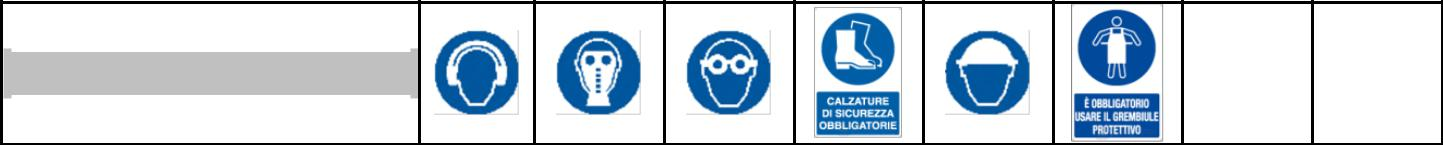 CALZATURE
DI SICUREZZA
OBBLIGATORIE
È OBBLIGATORIO
USARE IL GREMBIULE
PROTETTIVO